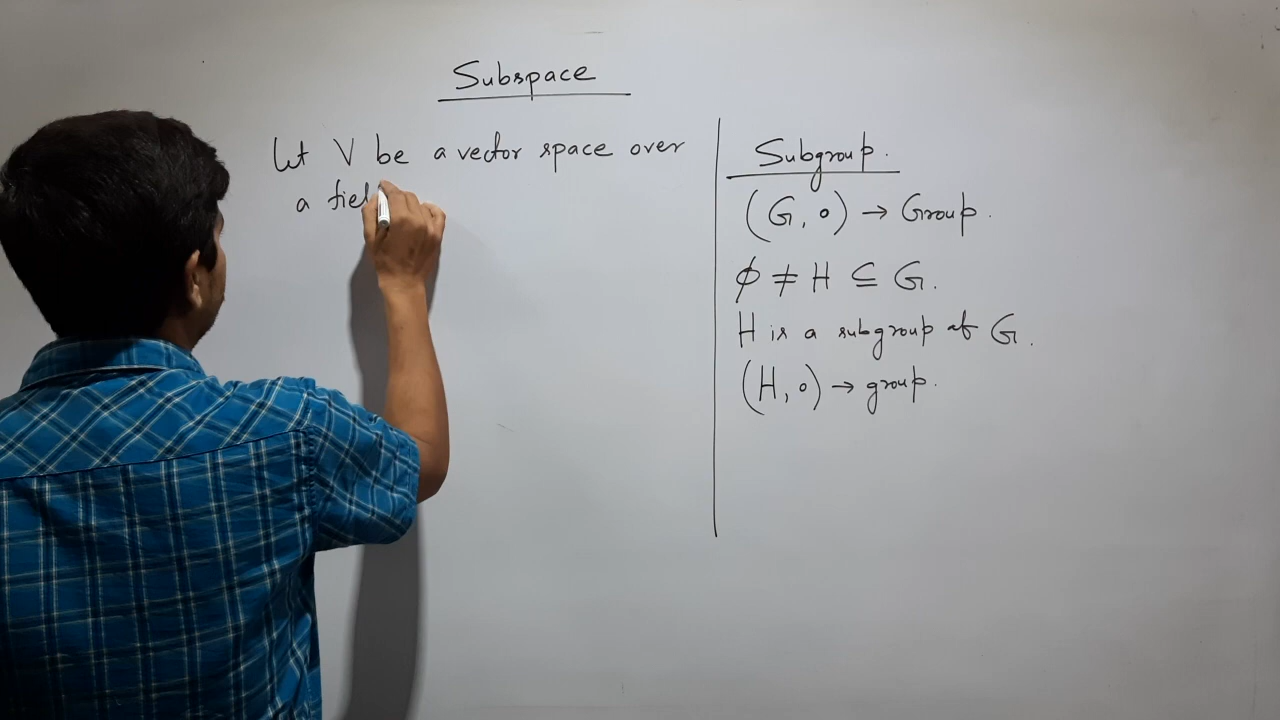 Subspace
Let V be a vector space over
a fiel
Subgroup.
(G, o) → Group.
ϕ ≠ H ⊆ G.
H is a subgroup of G.
(H, o) → group.